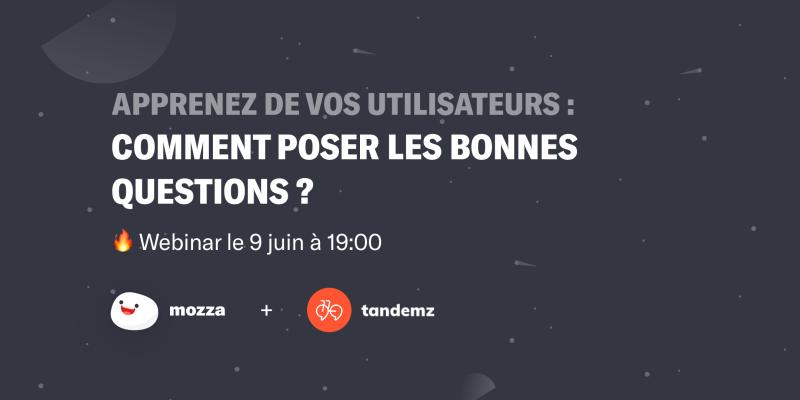 APPRENEZ DE VOS UTILISATEURS :
COMMENT POSER LES BONNES
QUESTIONS ?
🔥 Webinar le 9 juin à 19:00
mozza + tandemz